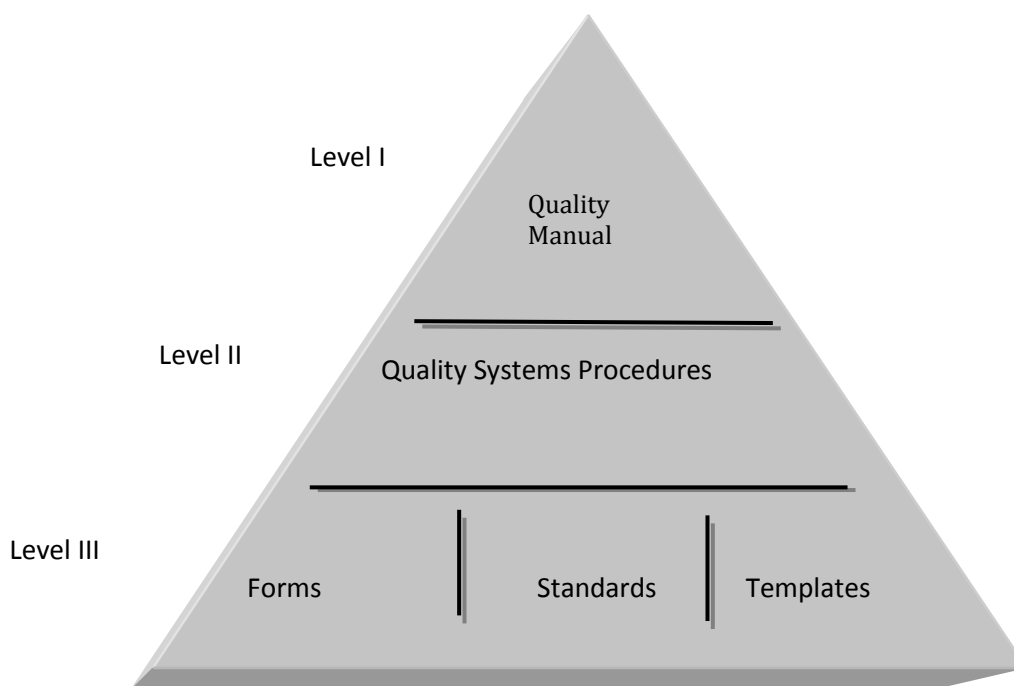 Level I
Quality
Manual
Level II
Quality Systems Procedures
Level III
Forms
Standards
Templates